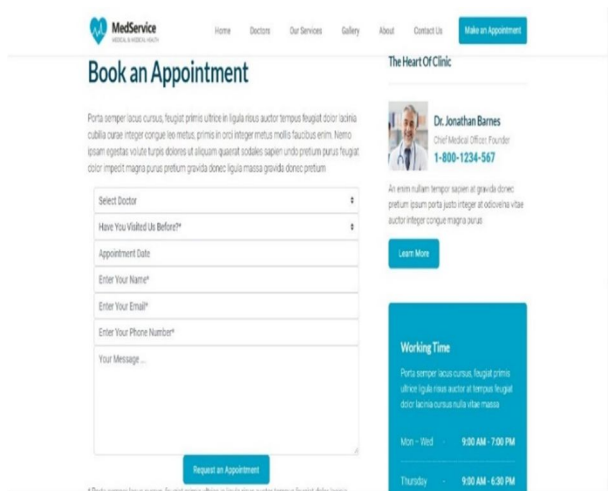 MedService
MEDICAL & MEDICAL HEALTH
Home Doctors Our Services Gallery About Contact Us Make an Appointment
Book an Appointment
Porta semper lacus cursus, feugiat primis ultrice in ligula risus auctor tempus feugiat dolor lacinia
cubilia curae integer congue leo metus, primis in orci integer metus mollis faucibus enim. Nemo
ipsam egestas volute turpis dolores ut aliquam quaerat sodales sapien undo pretium purus feugiat
dolor impedit magna purus pretium gravida donec ligula massa gravida donec pretium
Select Doctor
Have You Visited Us Before?*
Appointment Date
Enter Your Name*
Enter Your Email*
Enter Your Phone Number*
Your Message ...
Request an Appointment
The Heart Of Clinic
Dr. Jonathan Barnes
Chief Medical Officer, Founder
1-800-1234-567
An enim nullam tempor sapien at gravida donec
pretium ipsum porta justo integer at odiovelna vitae
auctor integer congue magna purus
Learn More
Working Time
Porta semper lacus cursus, feugiat primis
ultrice ligula risus auctor at tempus feugiat
dolor lacinia cursus nulla vitae massa
Mon – Wed - 9:00 AM - 7:00 PM
Thursday - 9:00 AM - 6:30 PM